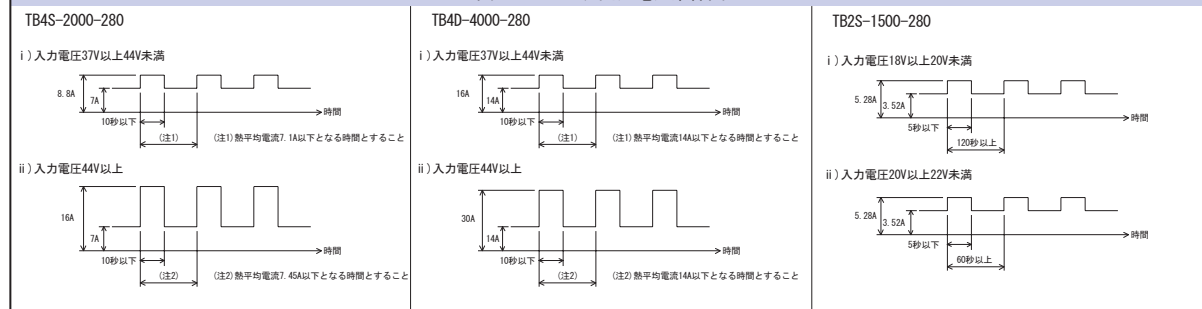 TB4S-2000-280
ⅰ)入力電圧37V以上44V未満
8.8A
7A
時間
10秒以下
(注1)
(注1)熱平均電流7.1A以下となる時間とすること
ⅱ)入力電圧44V以上
16A
7A
時間
10秒以下
(注2)
(注2)熱平均電流7.45A以下となる時間とすること
TB4D-4000-280
ⅰ)入力電圧37V以上44V未満
16A
14A
時間
10秒以下
(注1)
(注1)熱平均電流14A以下となる時間とすること
ⅱ)入力電圧44V以上
30A
14A
時間
10秒以下
(注2)
(注2)熱平均電流14A以下となる時間とすること
TB2S-1500-280
ⅰ)入力電圧18V以上20V未満
5.28A
3.52A
時間
5秒以下
120秒以上
ⅱ)入力電圧20V以上22V未満
5.28A
3.52A
時間
5秒以下
60秒以上